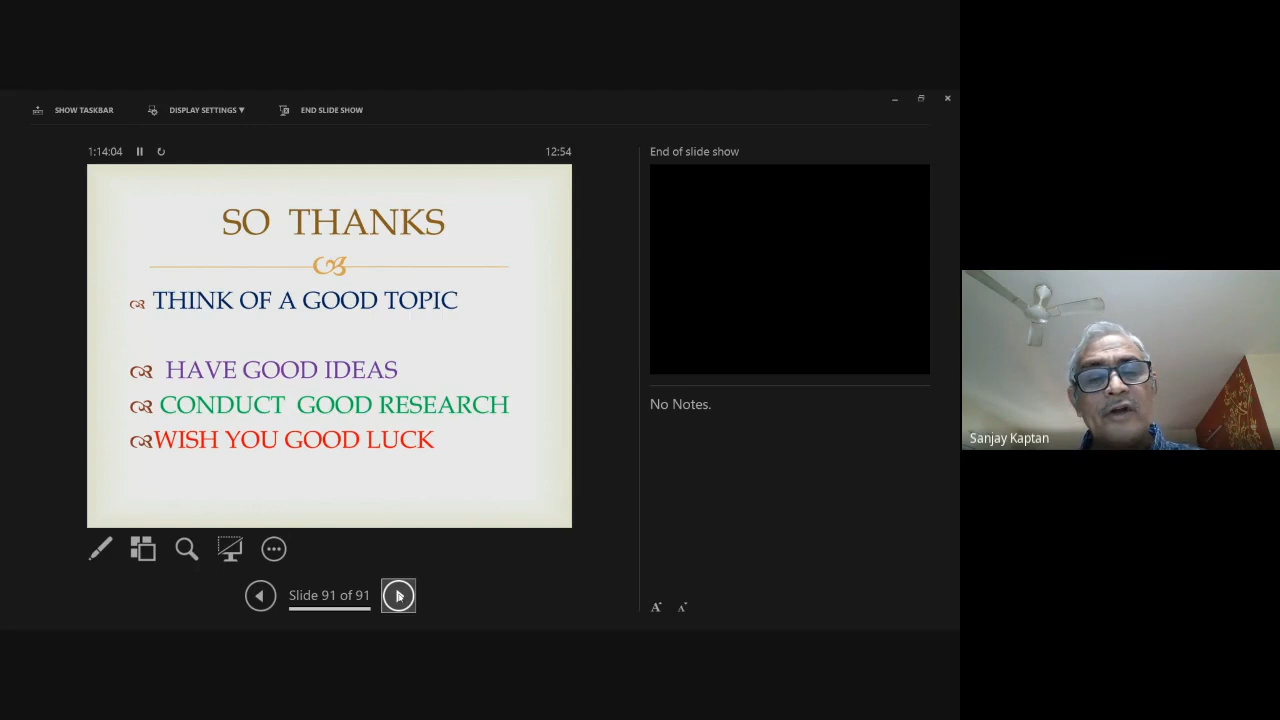 SHOW TASKBAR DISPLAY SETTINGS ▼ END SLIDE SHOW
1:14:04 12:54
SO THANKS
THINK OF A GOOD TOPIC
HAVE GOOD IDEAS
CONDUCT GOOD RESEARCH
WISH YOU GOOD LUCK
Slide 91 of 91
End of slide show
No Notes.
A A
Sanjay Kaptan